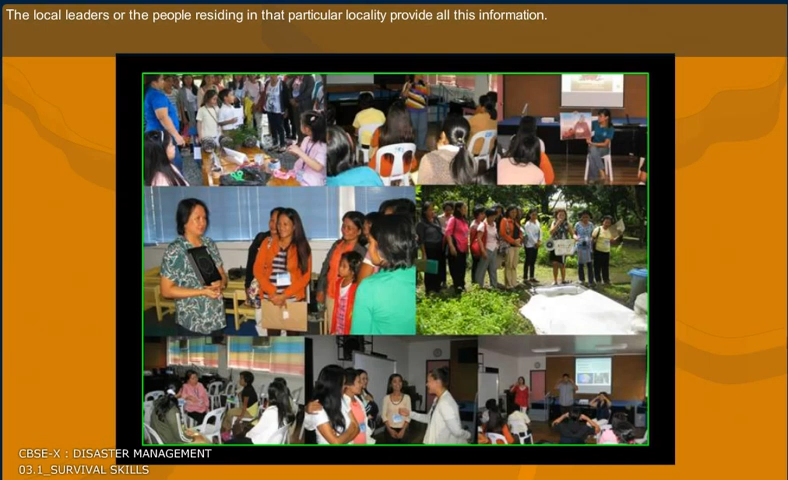 The local leaders or the people residing in that particular locality provide all this information.
CBSE-X : DISASTER MANAGEMENT
03.1_SURVIVAL SKILLS